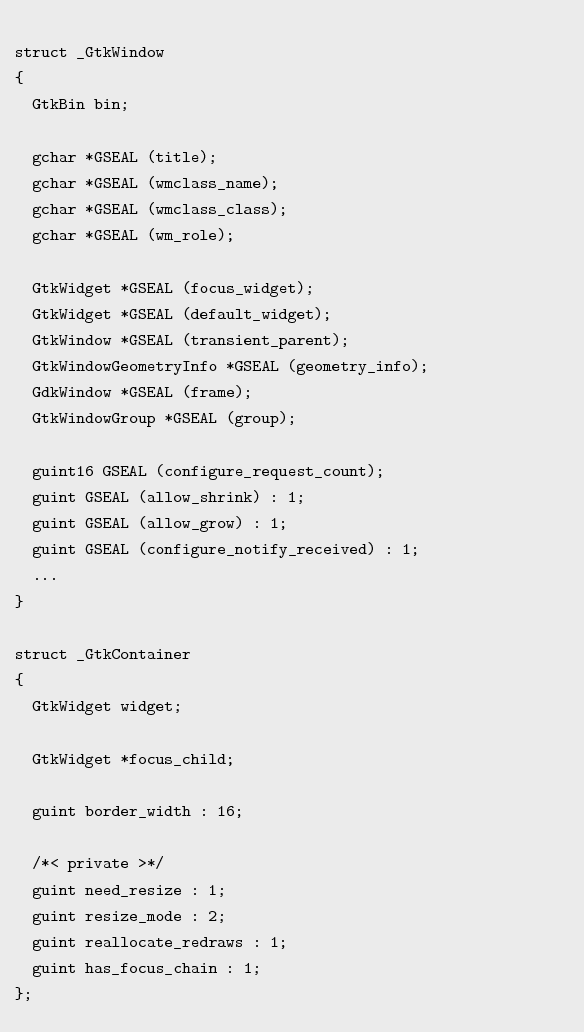 struct _GtkWindow
{
  GtkBin bin;

  gchar *GSEAL (title);
  gchar *GSEAL (wmclass_name);
  gchar *GSEAL (wmclass_class);
  gchar *GSEAL (wm_role);

  GtkWidget *GSEAL (focus_widget);
  GtkWidget *GSEAL (default_widget);
  GtkWindow *GSEAL (transient_parent);
  GtkWindowGeometryInfo *GSEAL (geometry_info);
  GdkWindow *GSEAL (frame);
  GtkWindowGroup *GSEAL (group);

  guint16 GSEAL (configure_request_count);
  guint GSEAL (allow_shrink) : 1;
  guint GSEAL (allow_grow) : 1;
  guint GSEAL (configure_notify_received) : 1;
  ...
}

struct _GtkContainer
{
  GtkWidget widget;

  GtkWidget *focus_child;

  guint border_width : 16;

  /*< private >*/
  guint need_resize : 1;
  guint resize_mode : 2;
  guint reallocate_redraws : 1;
  guint has_focus_chain : 1;
};